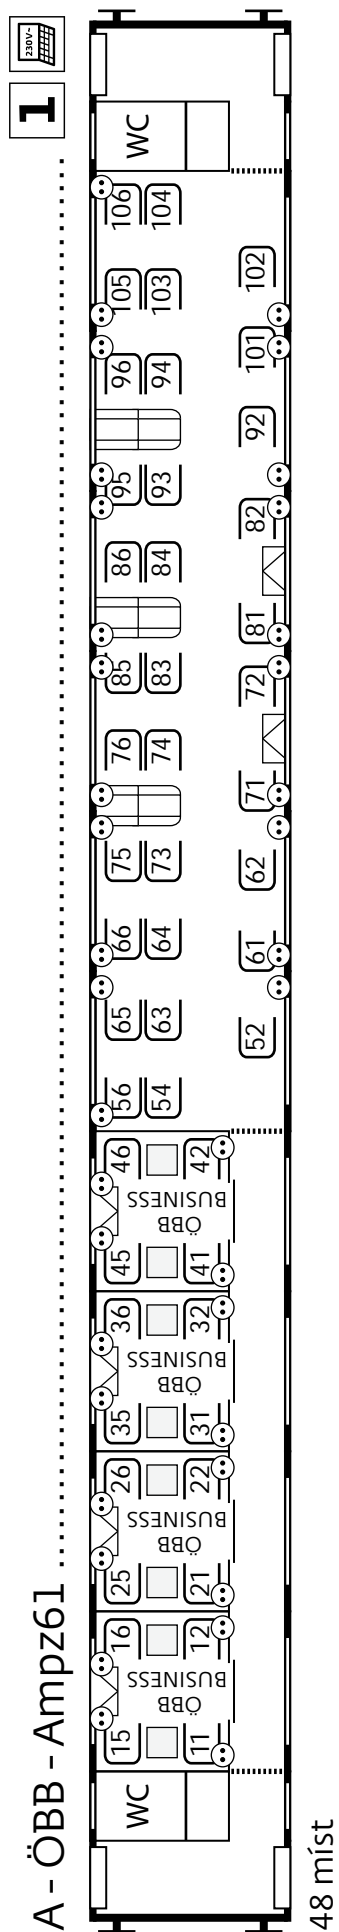 A - ÖBB - Ampz61 1 230V~
WC 15 16 25 26 35 36 45 46 56 65 66 75 76 85 86 95 96 105 106 WC
ÖBB BUSINESS ÖBB BUSINESS ÖBB BUSINESS ÖBB BUSINESS 54 63 64 73 74 83 84 93 94 103 104
11 12 21 22 31 32 41 42
52 61 62 71 72 81 82 92 101 102
48 míst